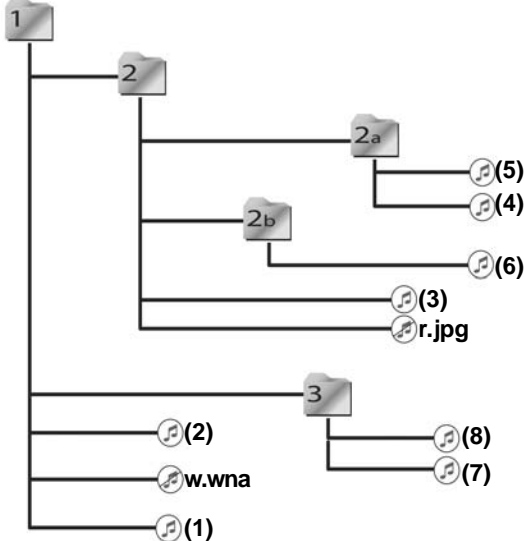 1
2
2a
(5)
(4)
2b
(6)
(3)
r.jpg
3
(2)
(8)
w.wna
(7)
(1)